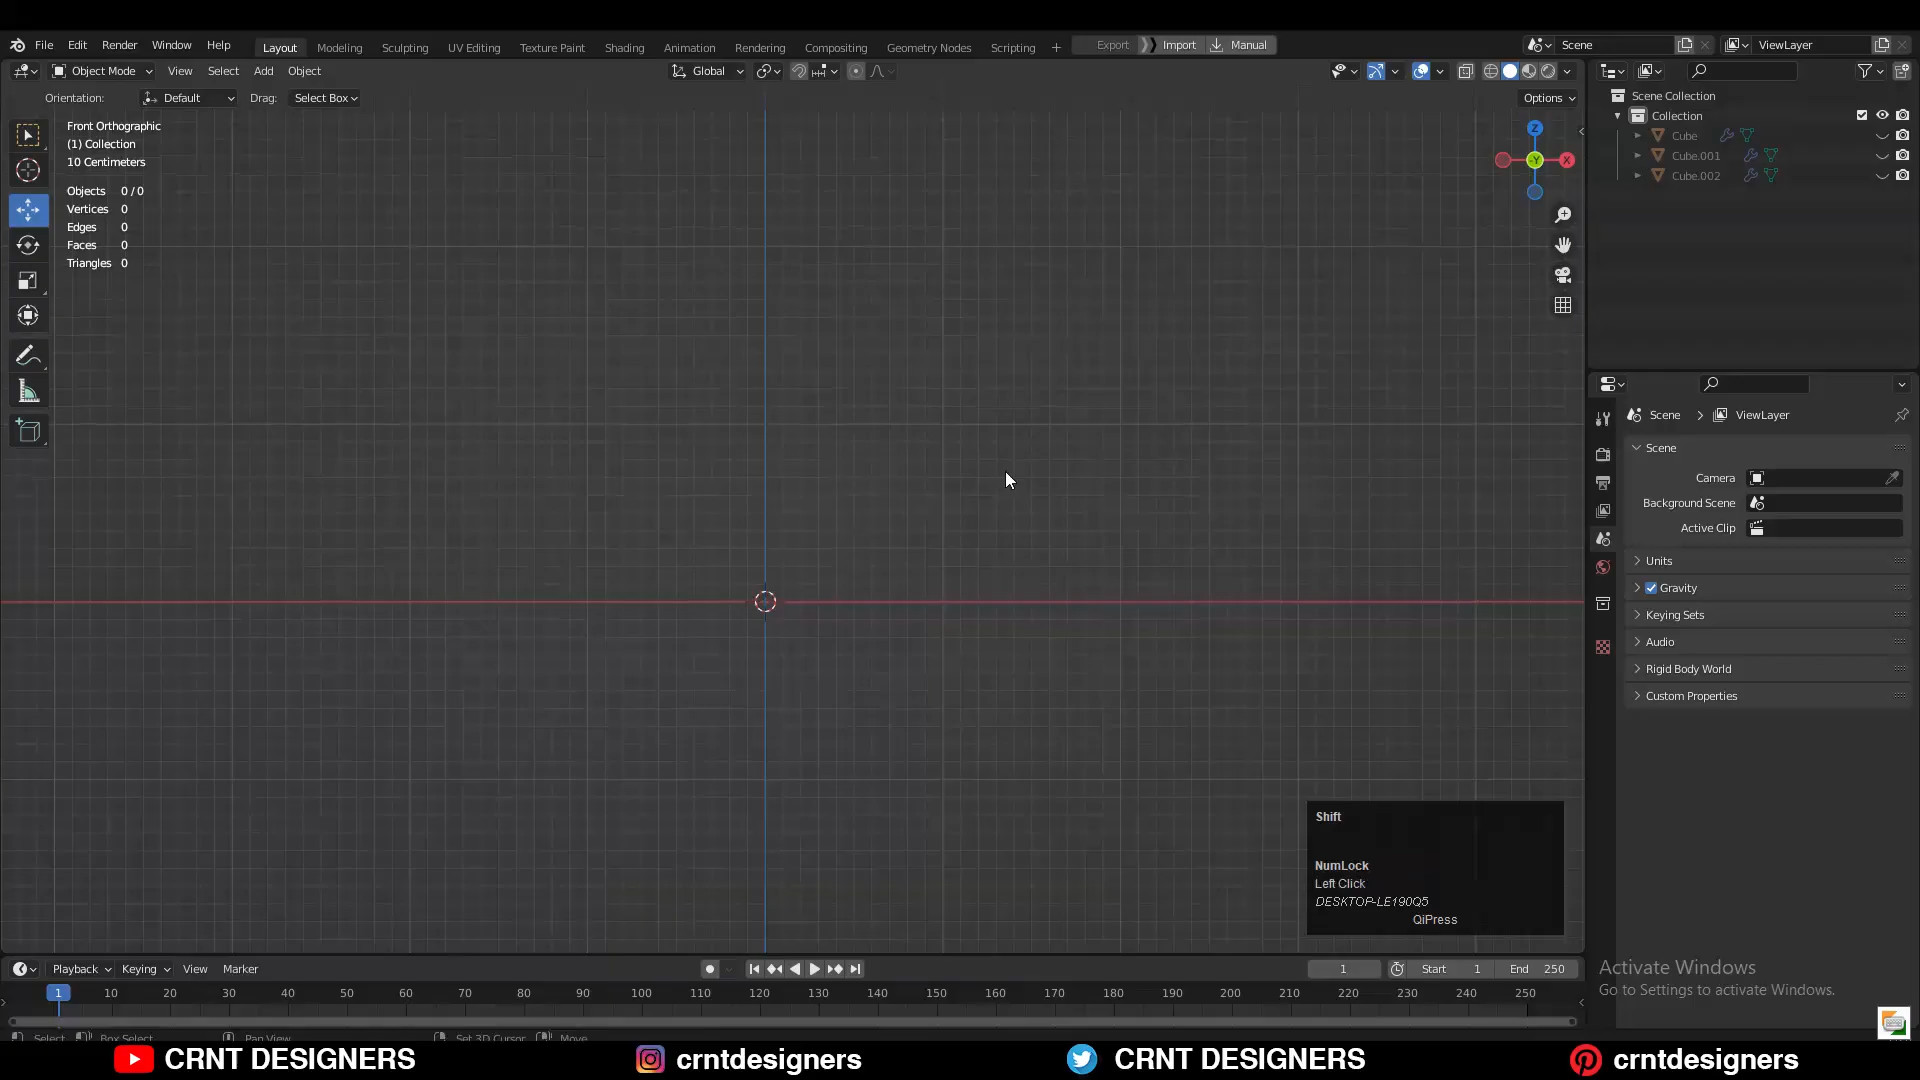 File Edit Render Window Help Layout Modeling Sculpting UV Editing Texture Paint Shading Animation Rendering Compositing Geometry Nodes Scripting + Export Import Manual Scene ViewLayer
Object Mode View Select Add Object Global
Orientation: Default Drag: Select Box Options
Front Orthographic
(1) Collection
10 Centimeters
Objects 0 / 0
Vertices 0
Edges 0
Faces 0
Triangles 0
Z
Y
X
Scene Collection
Collection
Cube
Cube.001
Cube.002
Scene > ViewLayer
Scene
Camera
Background Scene
Active Clip
Units
Gravity
Keying Sets
Audio
Rigid Body World
Custom Properties
Shift
NumLock
Left Click
DESKTOP-LE190Q5
QiPress
Playback Keying View Marker 1 Start 1 End 250
1 10 20 30 40 50 60 70 80 90 100 110 120 130 140 150 160 170 180 190 200 210 220 230 240 250
Activate Windows
Go to Settings to activate Windows.
Select Box Select Pan View Set 3D Cursor Move
CRNT DESIGNERS crntdesigners CRNT DESIGNERS crntdesigners